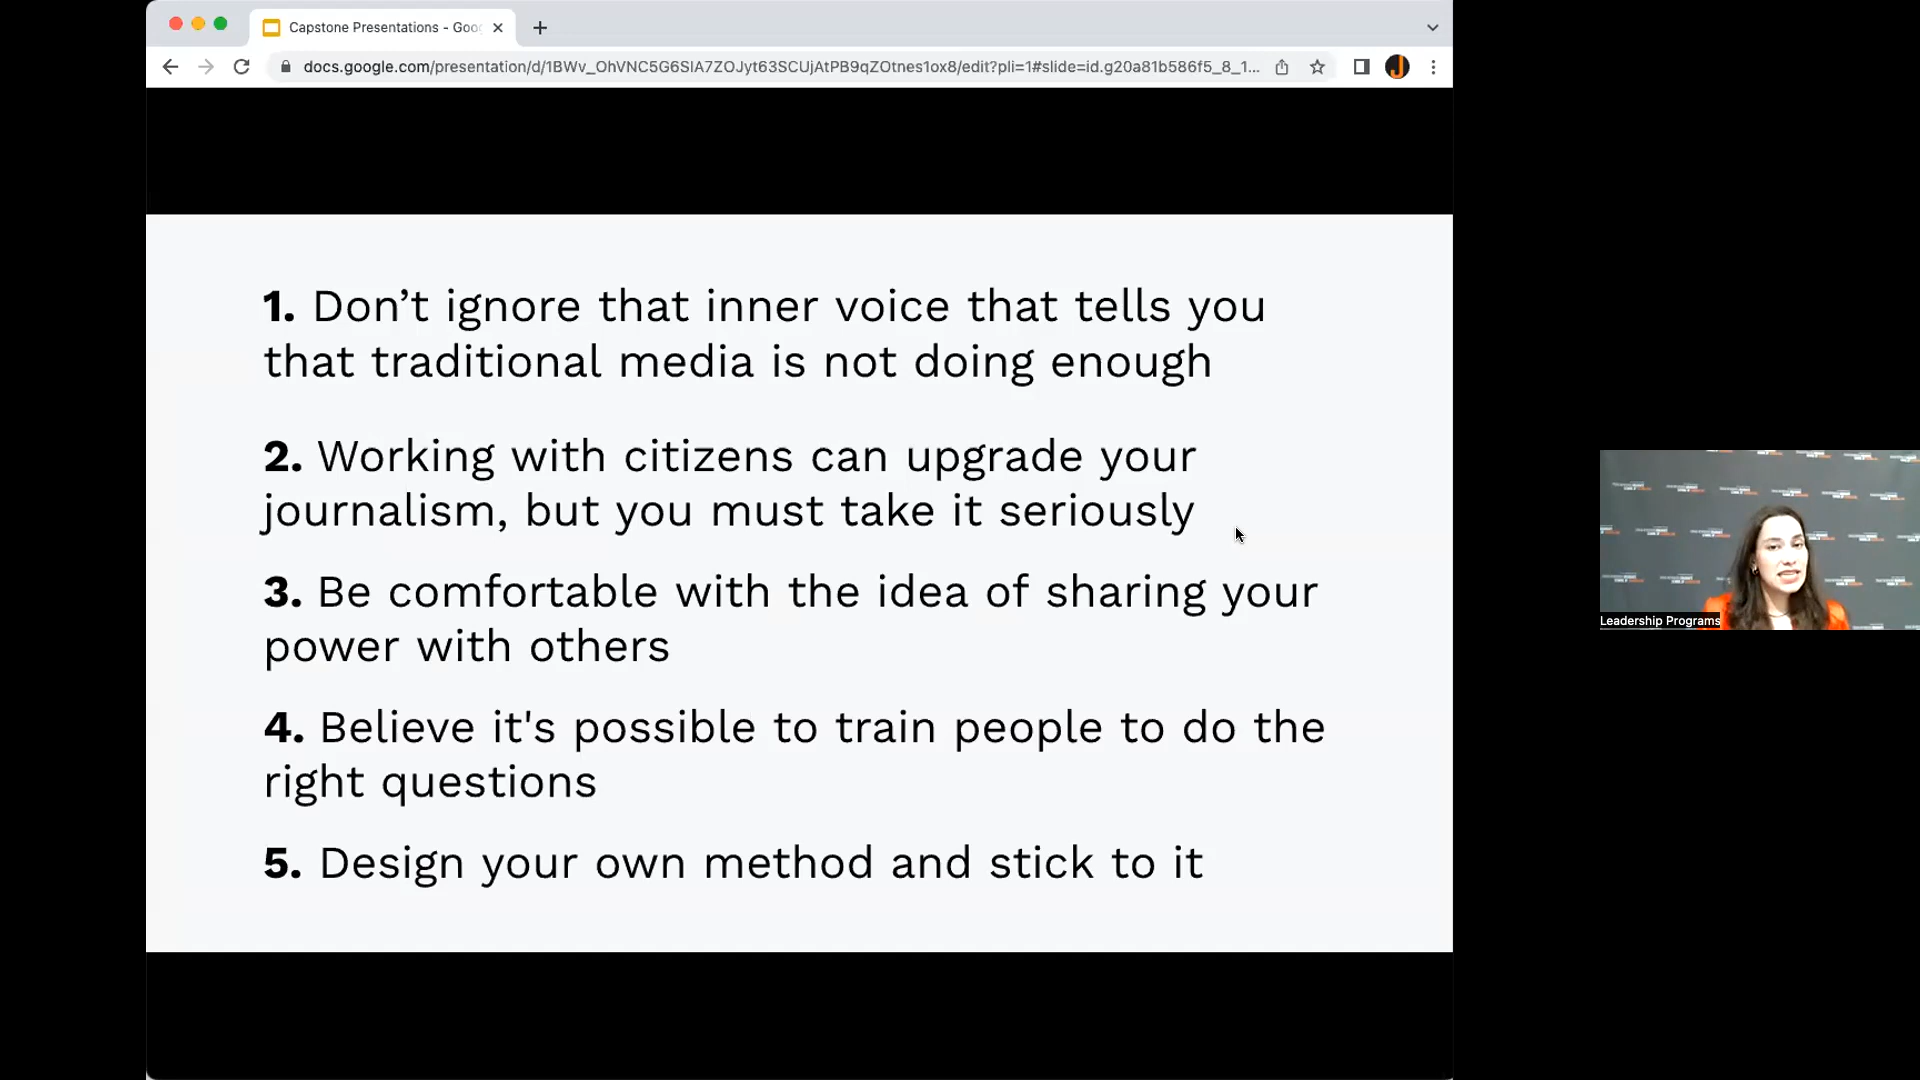 Capstone Presentations - Goo
docs.google.com/presentation/d/1BWv_OhVNC5G6SIA7ZOJyt63SCUjAtPB9qZOtnes1ox8/edit?pli=1#slide=id.g20a81b586f5_8_1...
1. Don’t ignore that inner voice that tells you
that traditional media is not doing enough
2. Working with citizens can upgrade your
journalism, but you must take it seriously
3. Be comfortable with the idea of sharing your
power with others
4. Believe it's possible to train people to do the
right questions
5. Design your own method and stick to it
Leadership Programs